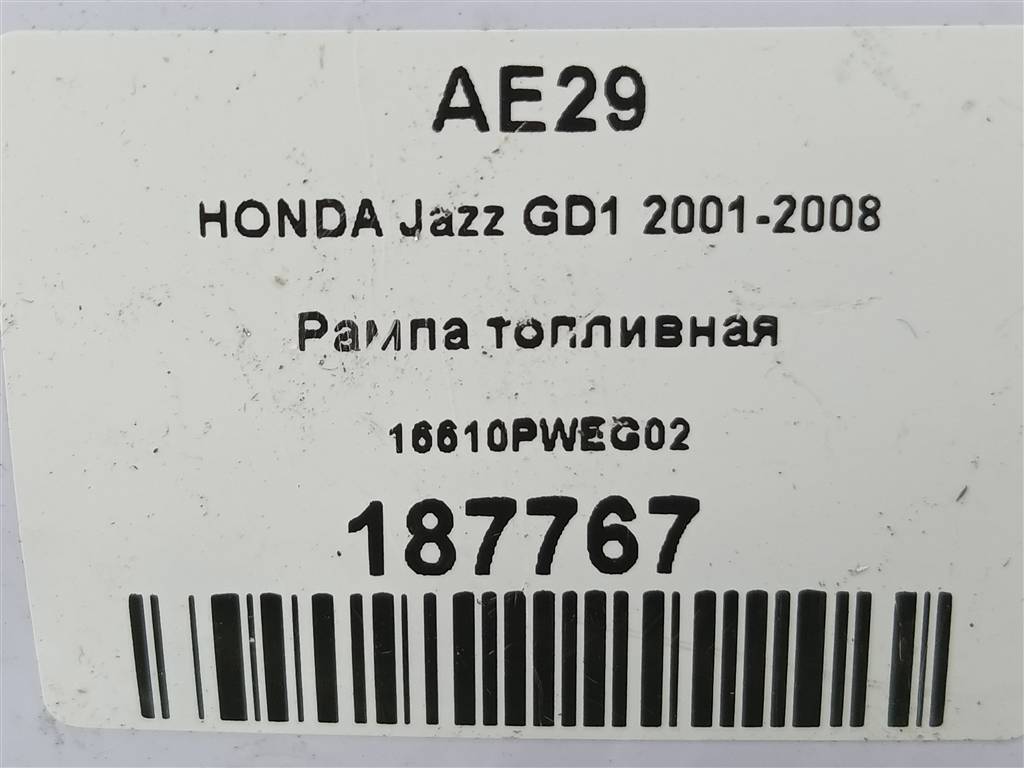 AE29
HONDA Jazz GD1 2001-2008
Рампа топливная
16610PWEG02
187767